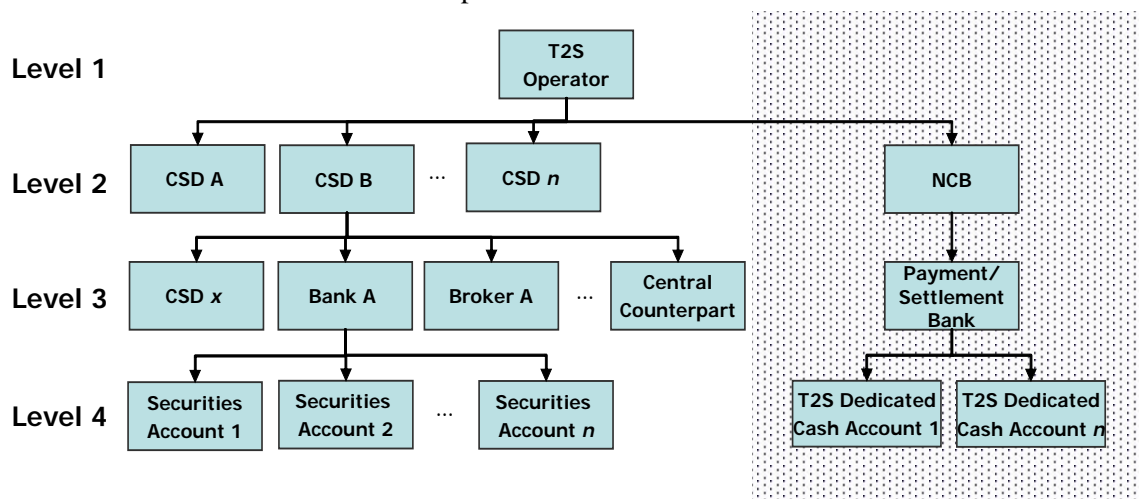 Level 1
T2S
Operator
Level 2
CSD A
CSD B
...
CSD n
NCB
Level 3
CSD x
Bank A
Broker A
...
Central
Counterpart
Payment/
Settlement
Bank
Level 4
Securities
Account 1
Securities
Account 2
...
Securities
Account n
T2S Dedicated
Cash Account 1
T2S Dedicated
Cash Account n